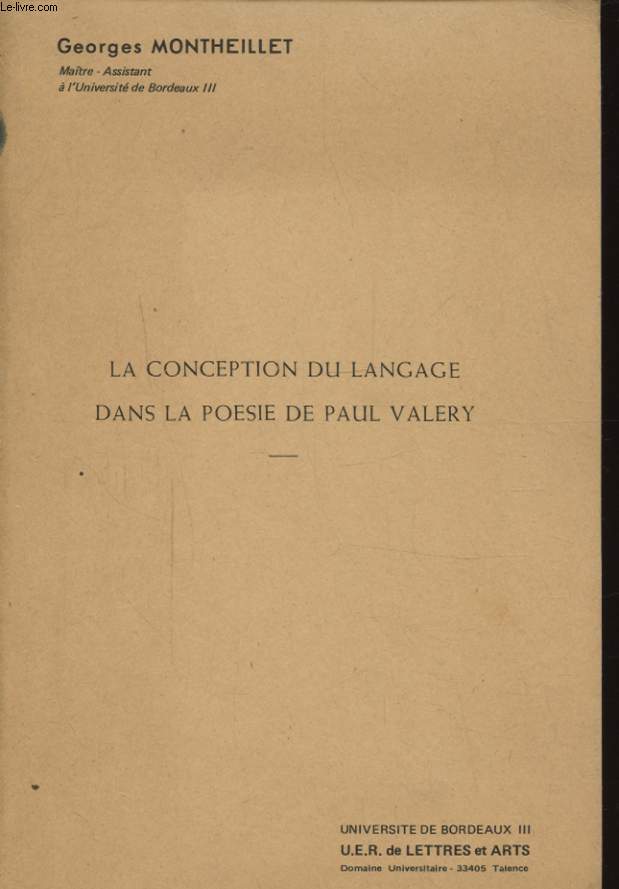 Le-livre.com
Georges MONTHEILLET
Maître - Assistant
à l'Université de Bordeaux III
LA CONCEPTION DU LANGAGE
DANS LA POESIE DE PAUL VALERY
UNIVERSITE DE BORDEAUX III
U.E.R. de LETTRES et ARTS
Domaine Universitaire - 33405 Talence